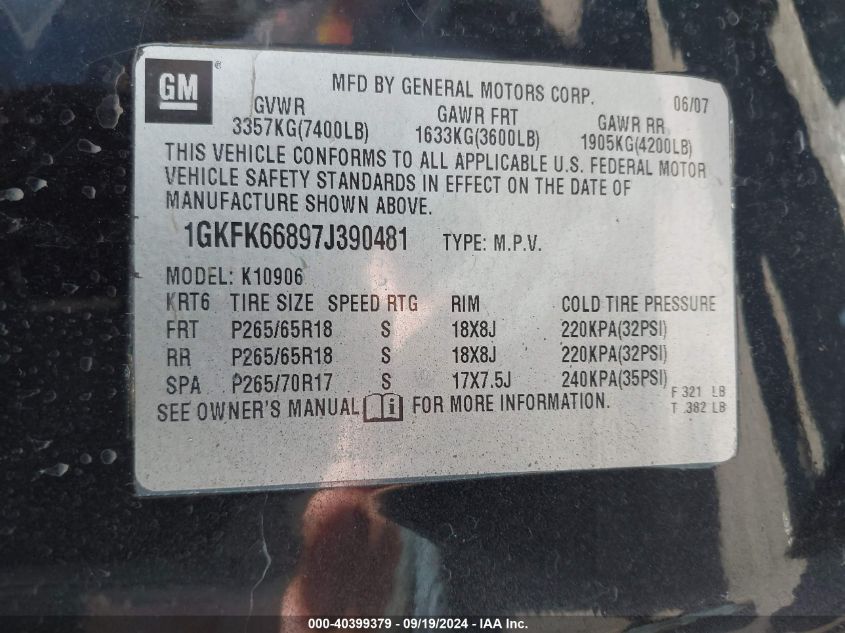 GM®
MFD BY GENERAL MOTORS CORP. 06/07
GVWR GAWR FRT GAWR RR
3357KG(7400LB) 1633KG(3600LB) 1905KG(4200LB)
THIS VEHICLE CONFORMS TO ALL APPLICABLE U.S. FEDERAL MOTOR
VEHICLE SAFETY STANDARDS IN EFFECT ON THE DATE OF
MANUFACTURE SHOWN ABOVE.
1GKFK66897J390481 TYPE: M.P.V.
MODEL: K10906
KRT6 TIRE SIZE SPEED RTG RIM COLD TIRE PRESSURE
FRT P265/65R18 S 18X8J 220KPA(32PSI)
RR P265/65R18 S 18X8J 220KPA(32PSI)
SPA P265/70R17 S 17X7.5J 240KPA(35PSI)
F 321 LB
SEE OWNER'S MANUAL i FOR MORE INFORMATION. T .382 LB
000-40399379 - 09/19/2024 - IAA Inc.